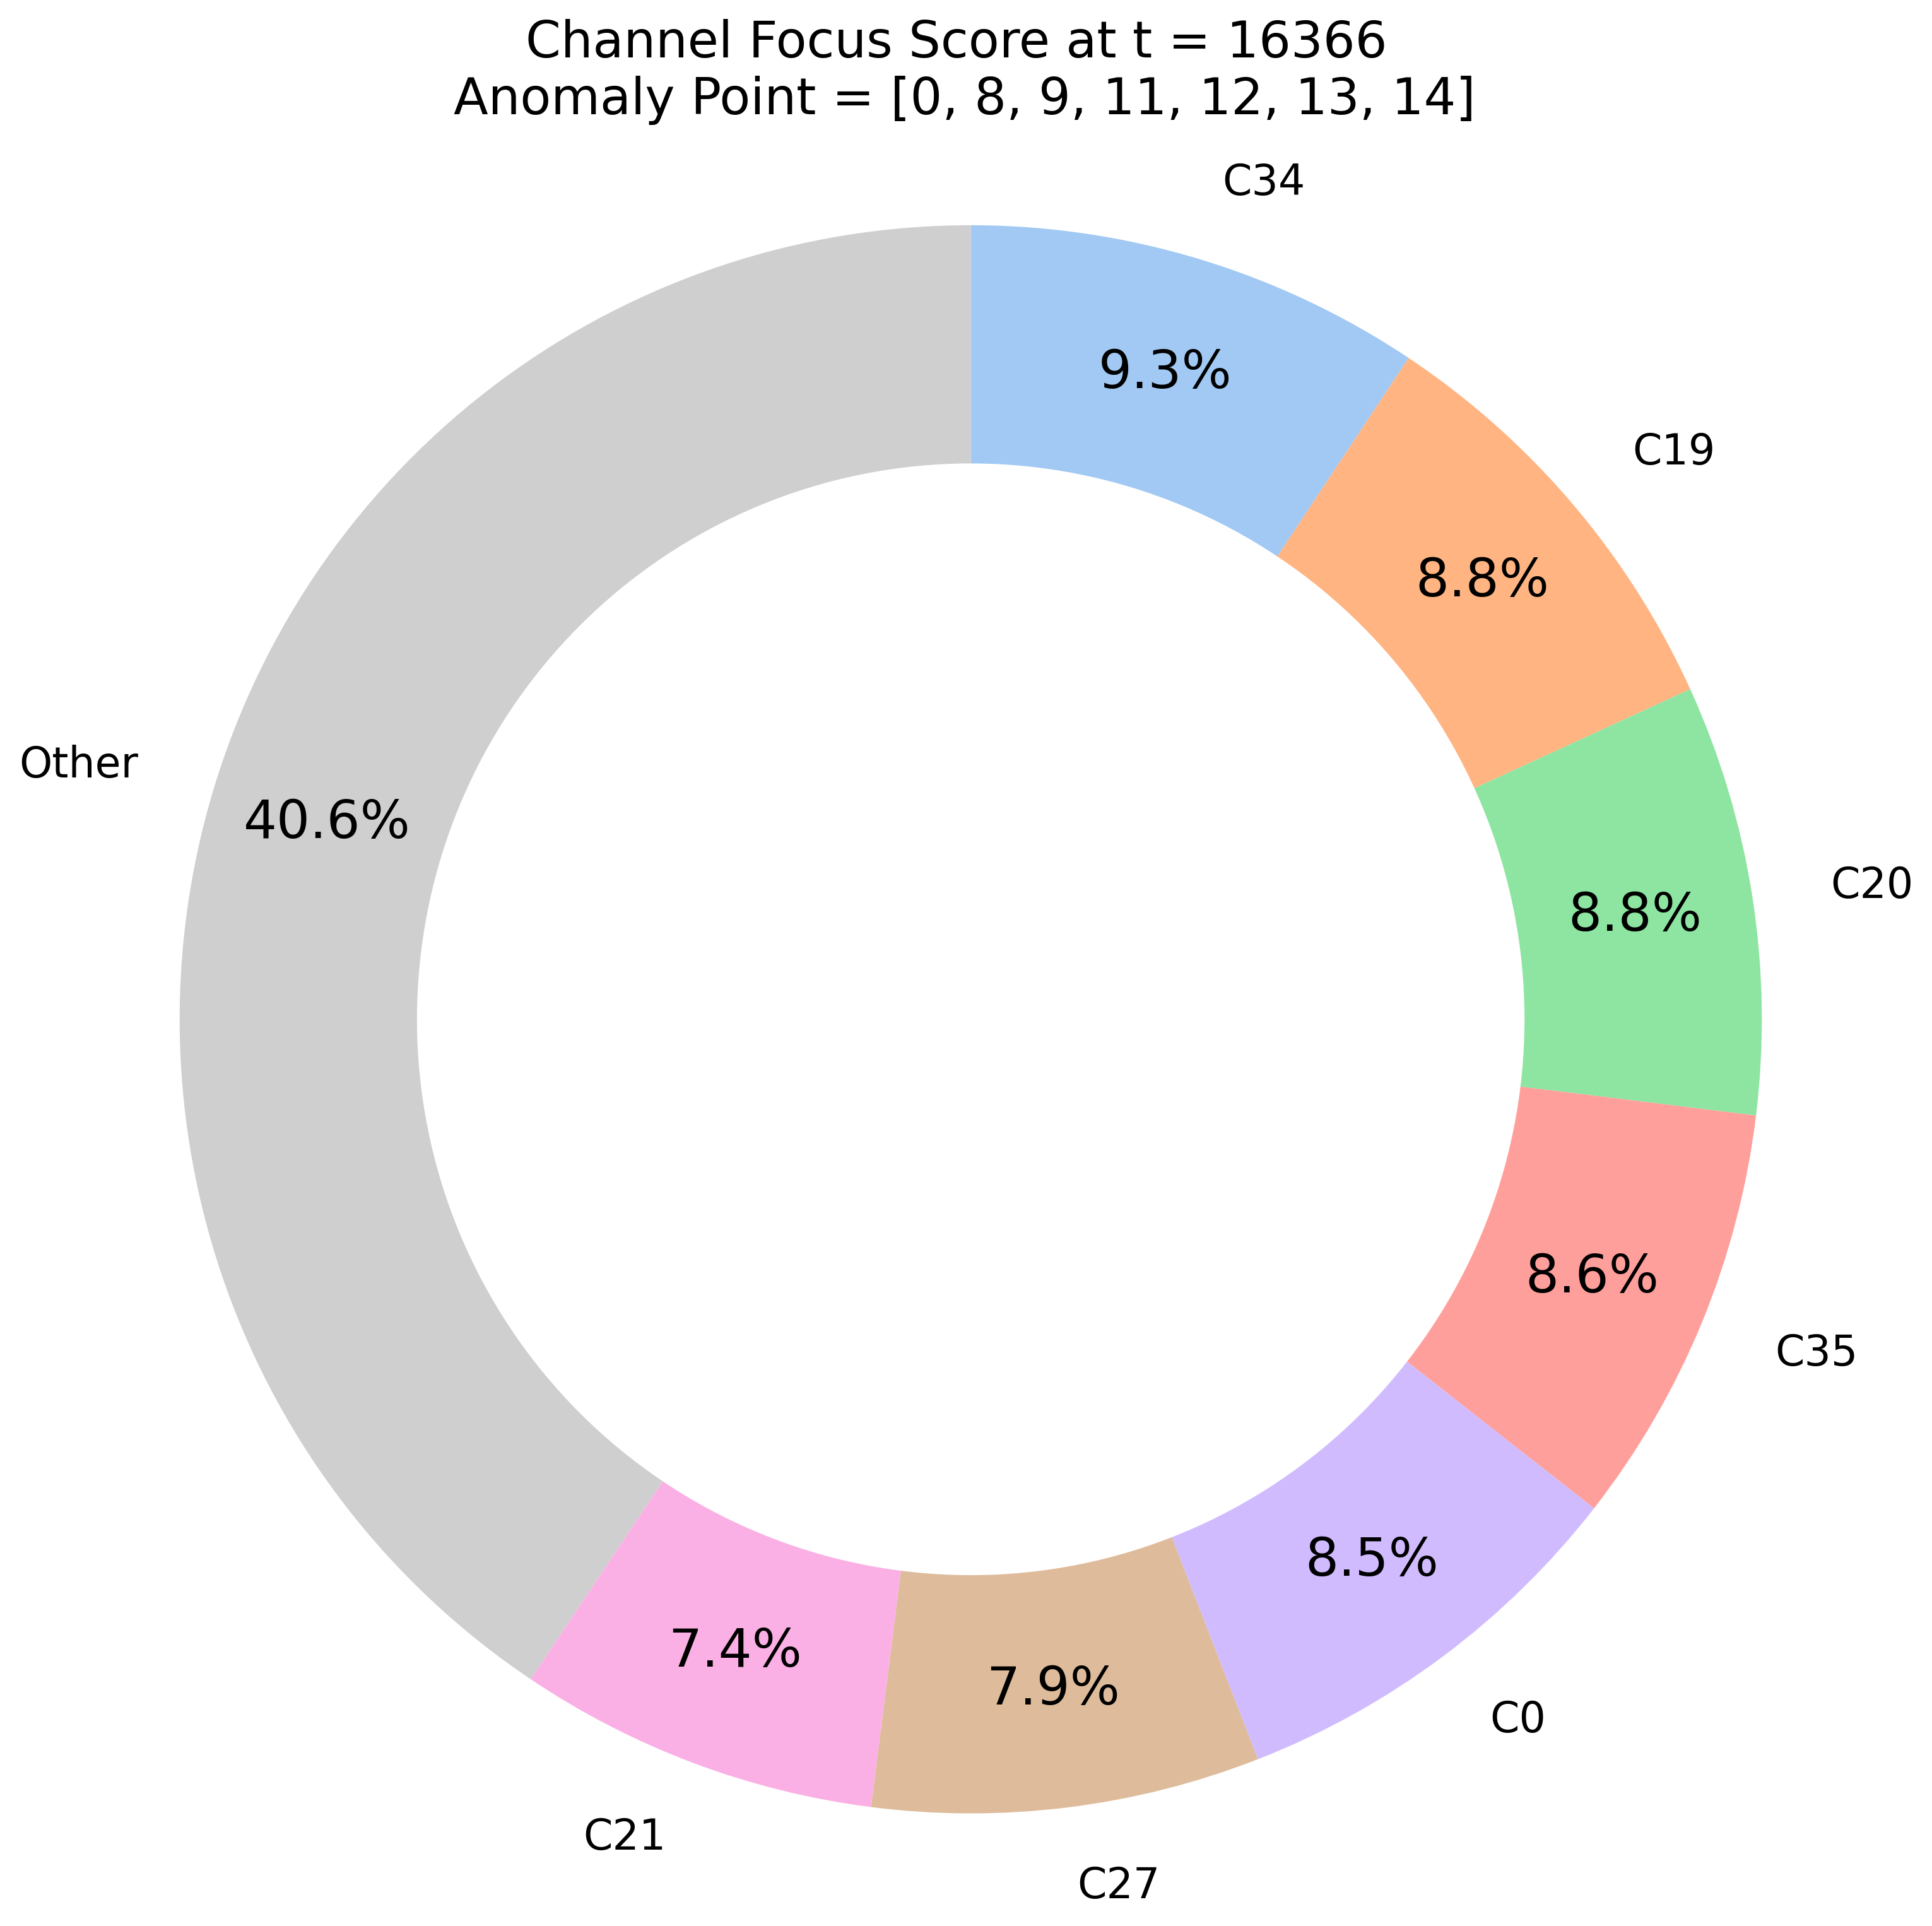 Channel Focus Score at t = 16366
Anomaly Point = [0, 8, 9, 11, 12, 13, 14]
C34
9.3%
C19
8.8%
C20
8.8%
C35
8.6%
C0
8.5%
C27
7.9%
C21
7.4%
Other
40.6%